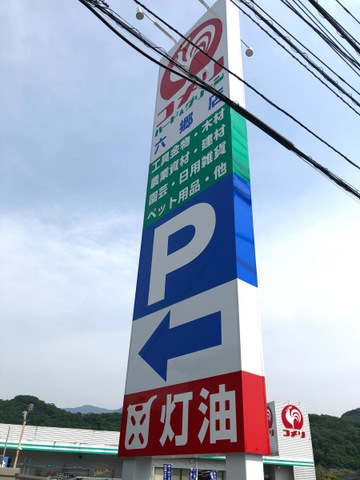 コメリ
ハード&グリーン
六郷店
工具金物・木材
農業資材・建材
園芸・日用雑貨
ペット用品・他
P
灯油
コメリ